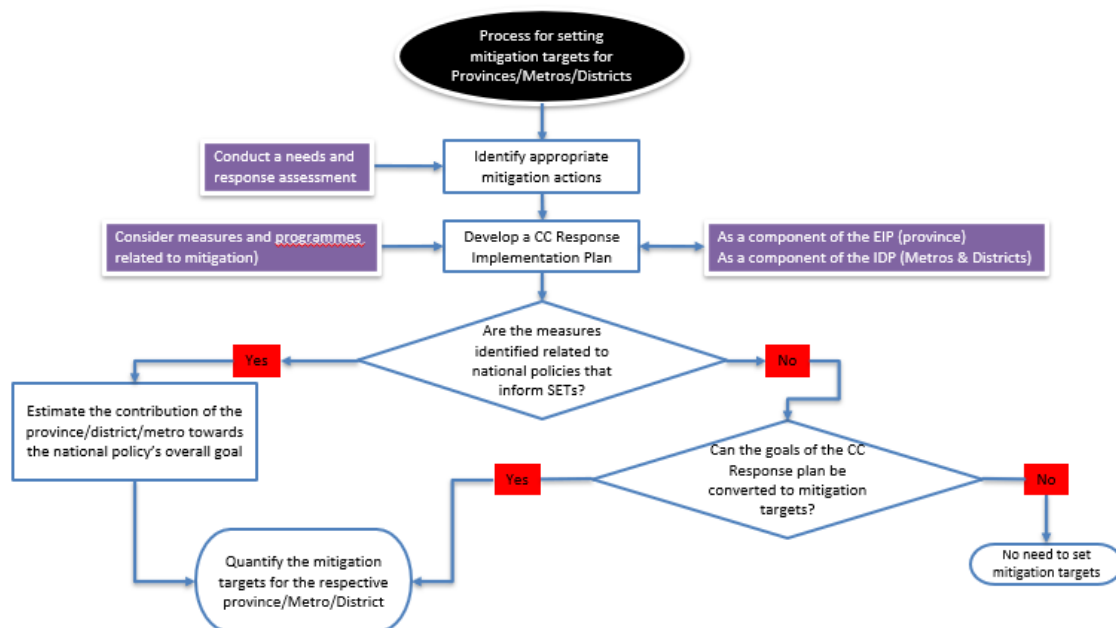 Process for setting
mitigation targets for
Provinces/Metros/Districts
Conduct a needs and
response assessment
Identify appropriate
mitigation actions
Consider measures and programmes
related to mitigation)
Develop a CC Response
Implementation Plan
As a component of the EIP (province)
As a component of the IDP (Metros & Districts)
Are the measures
identified related to
national policies that
inform SETs?
Yes
No
Estimate the contribution of the
province/district/metro towards
the national policy's overall goal
Can the goals of the CC
Response plan be
converted to mitigation
targets?
Yes
No
Quantify the mitigation
targets for the respective
province/Metro/District
No need to set
mitigation targets